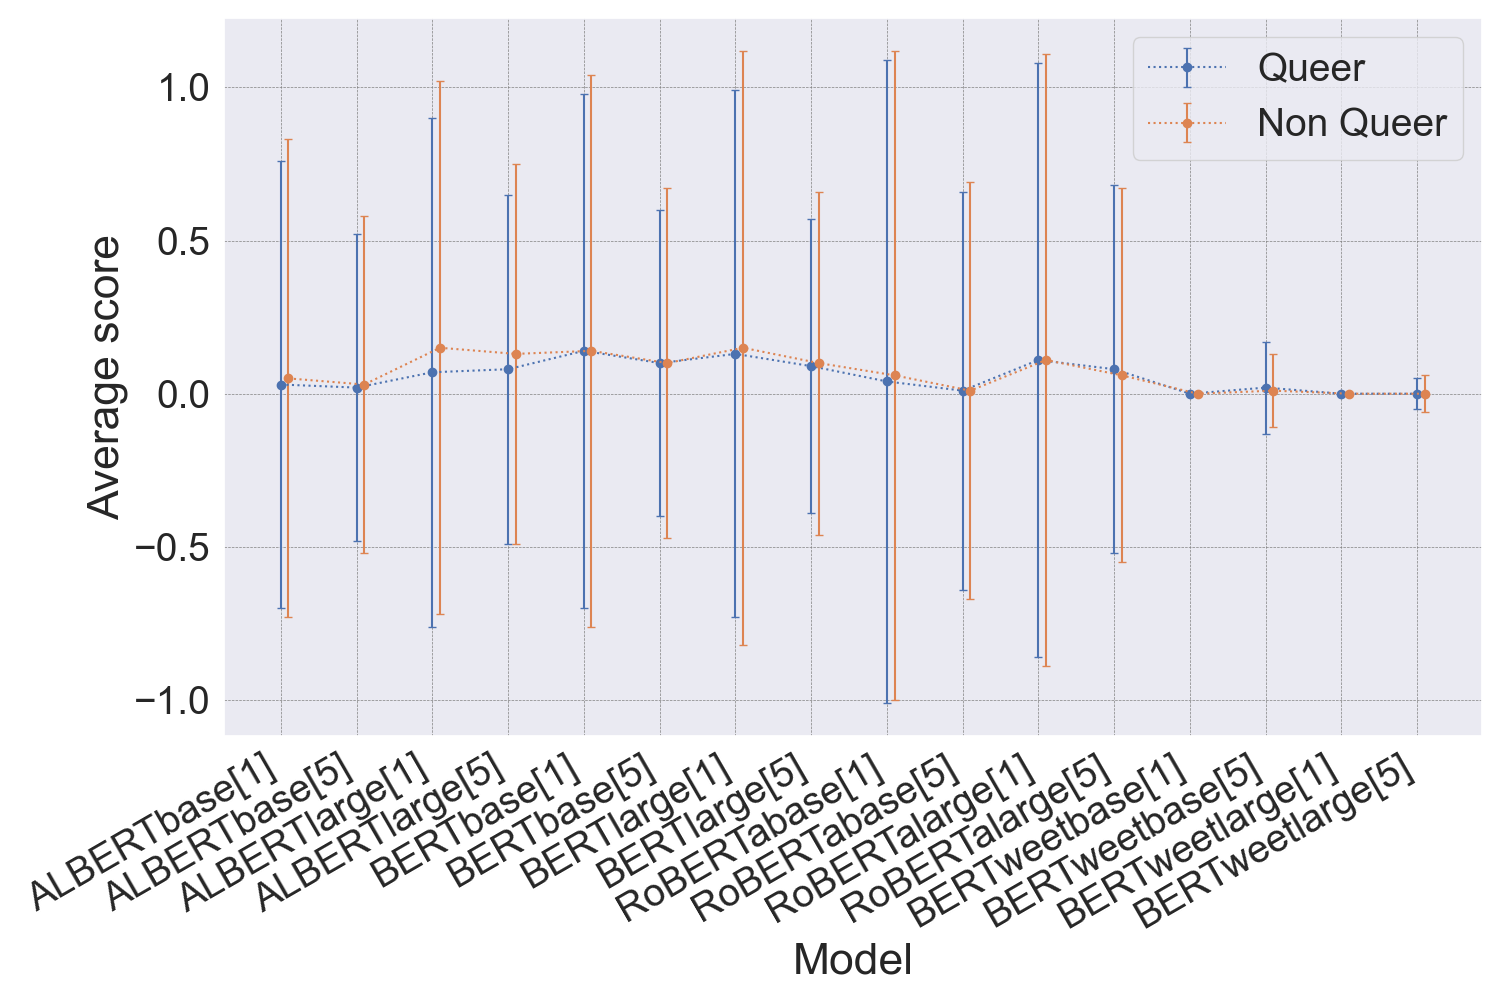 Queer
Non Queer
Average score
1.0
0.5
0.0
−0.5
−1.0
ALBERTbase[1]
ALBERTbase[5]
ALBERTlarge[1]
ALBERTlarge[5]
BERTbase[1]
BERTbase[5]
BERTlarge[1]
BERTlarge[5]
RoBERTabase[1]
RoBERTabase[5]
RoBERTalarge[1]
RoBERTalarge[5]
BERTweetbase[1]
BERTweetbase[5]
BERTweetlarge[1]
BERTweetlarge[5]
Model